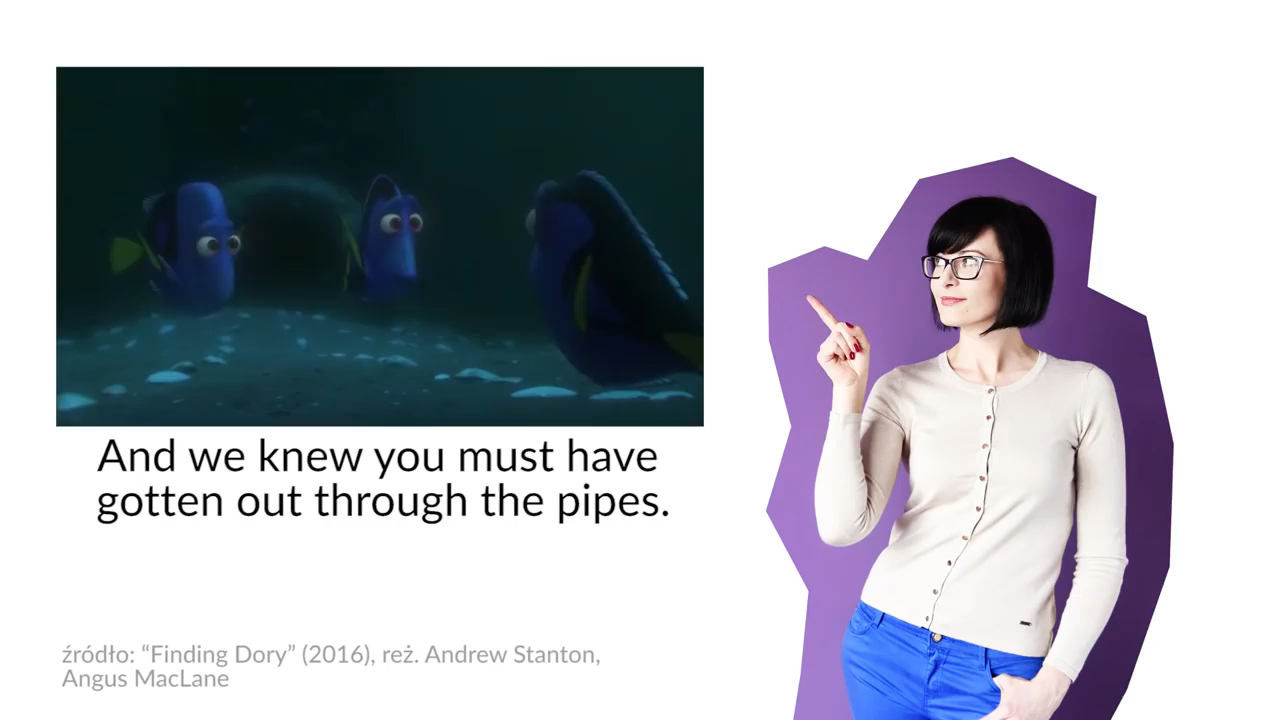 And we knew you must have
gotten out through the pipes.
źródło: “Finding Dory” (2016), reż. Andrew Stanton,
Angus MacLane